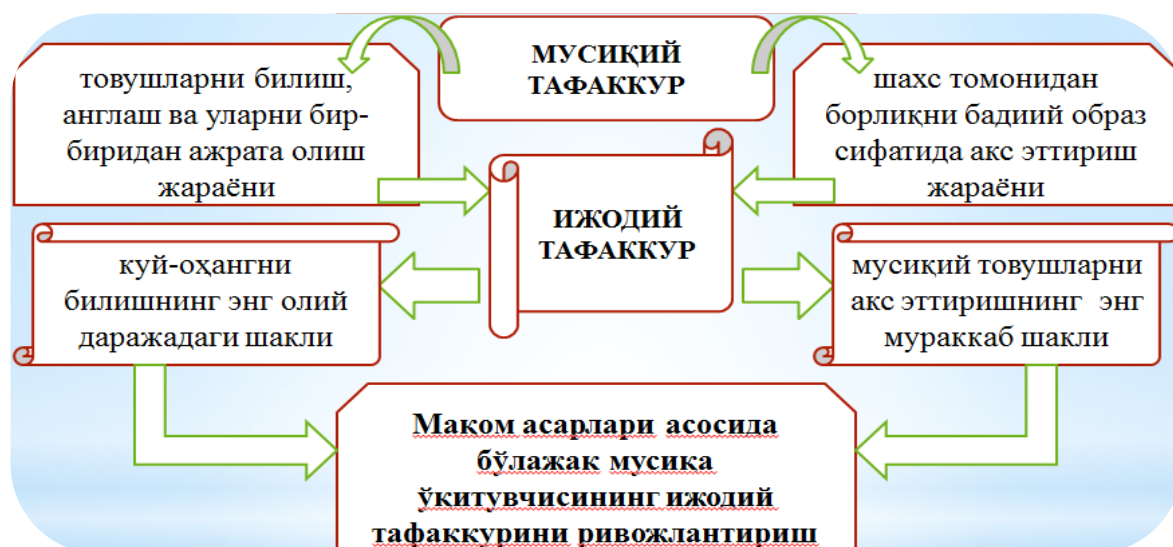 МУСИҚИЙ
ТАФАККУР
товушларни билиш,
англаш ва уларни бир-
биридан ажрата олиш
жараёни
шахс томонидан
борлиқни бадиий образ
сифатида акс эттириш
жараёни
ИЖОДИЙ
ТАФАККУР
куй-оҳангни
билишнинг энг олий
даражадаги шакли
мусиқий товушларни
акс эттиришнинг энг
мураккаб шакли
Мақом асарлари асосида
бўлажак мусиқа
ўқитувчисининг ижодий
тафаккурини ривожлантириш